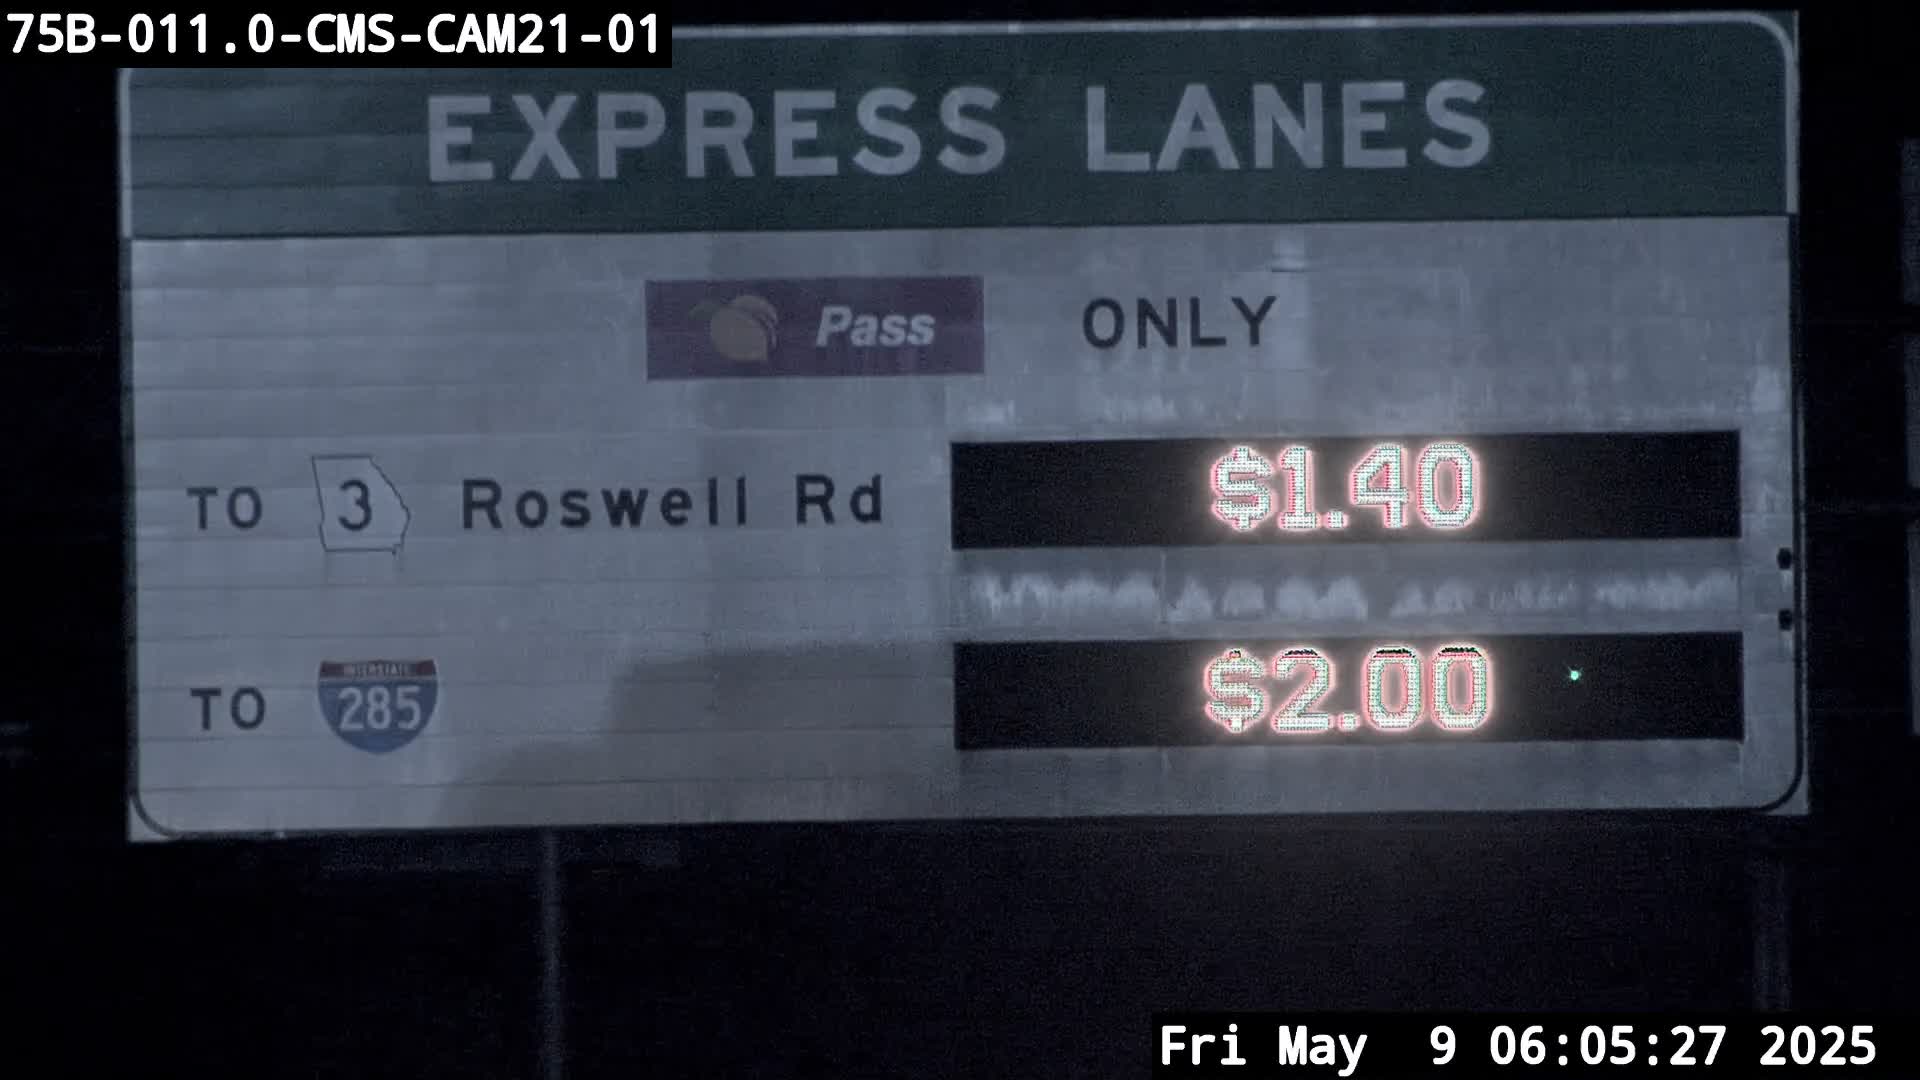 75B-011.0-CMS-CAM21-01
EXPRESS LANES
Pass ONLY
TO 3 Roswell Rd $1.40
TO INTERSTATE 285 $2.00
Fri May 9 06:05:27 2025